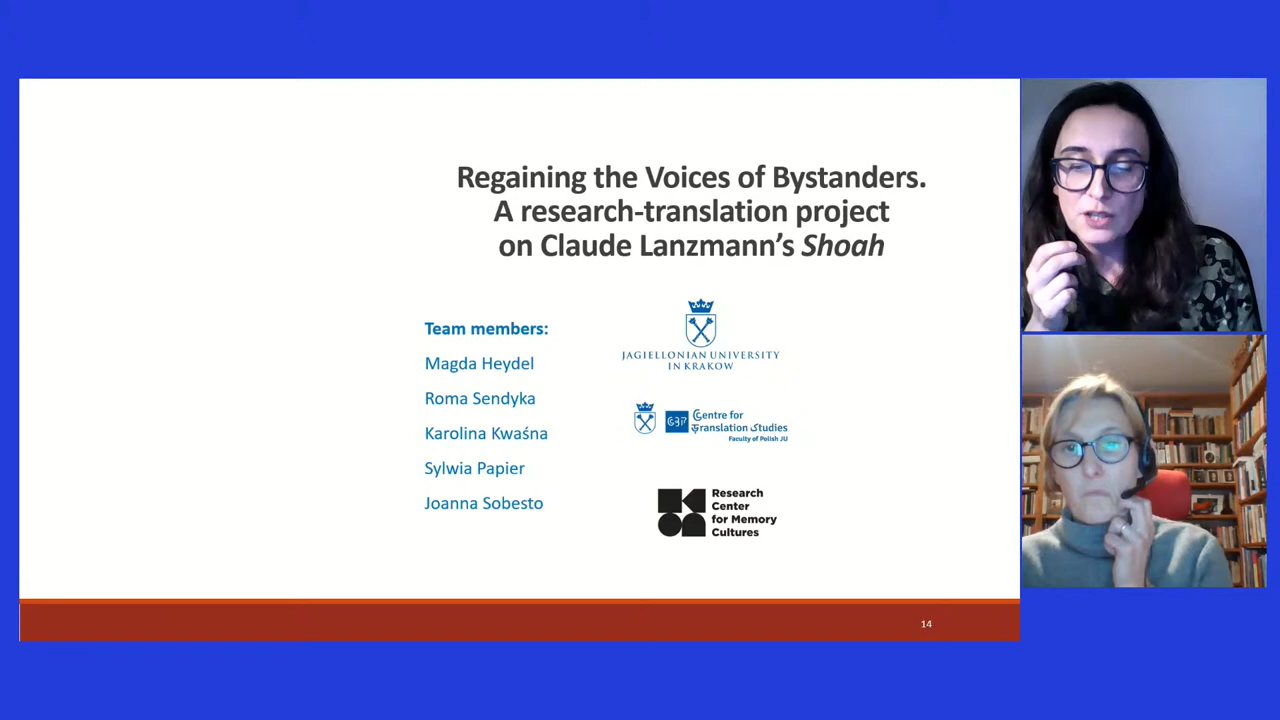 Regaining the Voices of Bystanders.
A research-translation project
on Claude Lanzmann's Shoah
Team members:
Magda Heydel
Roma Sendyka
Karolina Kwaśna
Sylwia Papier
Joanna Sobesto
JAGIELLONIAN UNIVERSITY
IN KRAKOW
Centre for
Translation Studies
Faculty of Polish JU
Research
Center
for Memory
Cultures
14